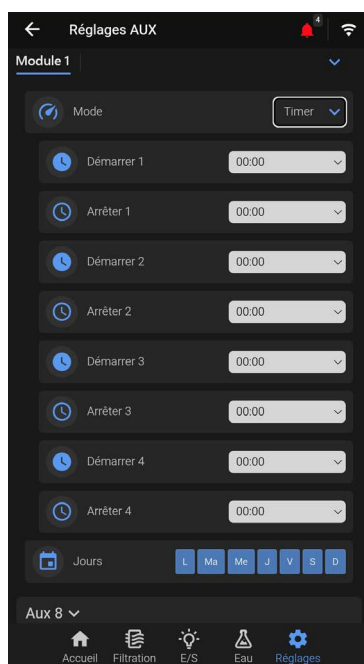 Réglages AUX
4
Module 1
Mode Timer
Démarrer 1 00:00
Arrêter 1 00:00
Démarrer 2 00:00
Arrêter 2 00:00
Démarrer 3 00:00
Arrêter 3 00:00
Démarrer 4 00:00
Arrêter 4 00:00
Jours L Ma Me J V S D
Aux 8
Accueil Filtration E/S Eau Réglages